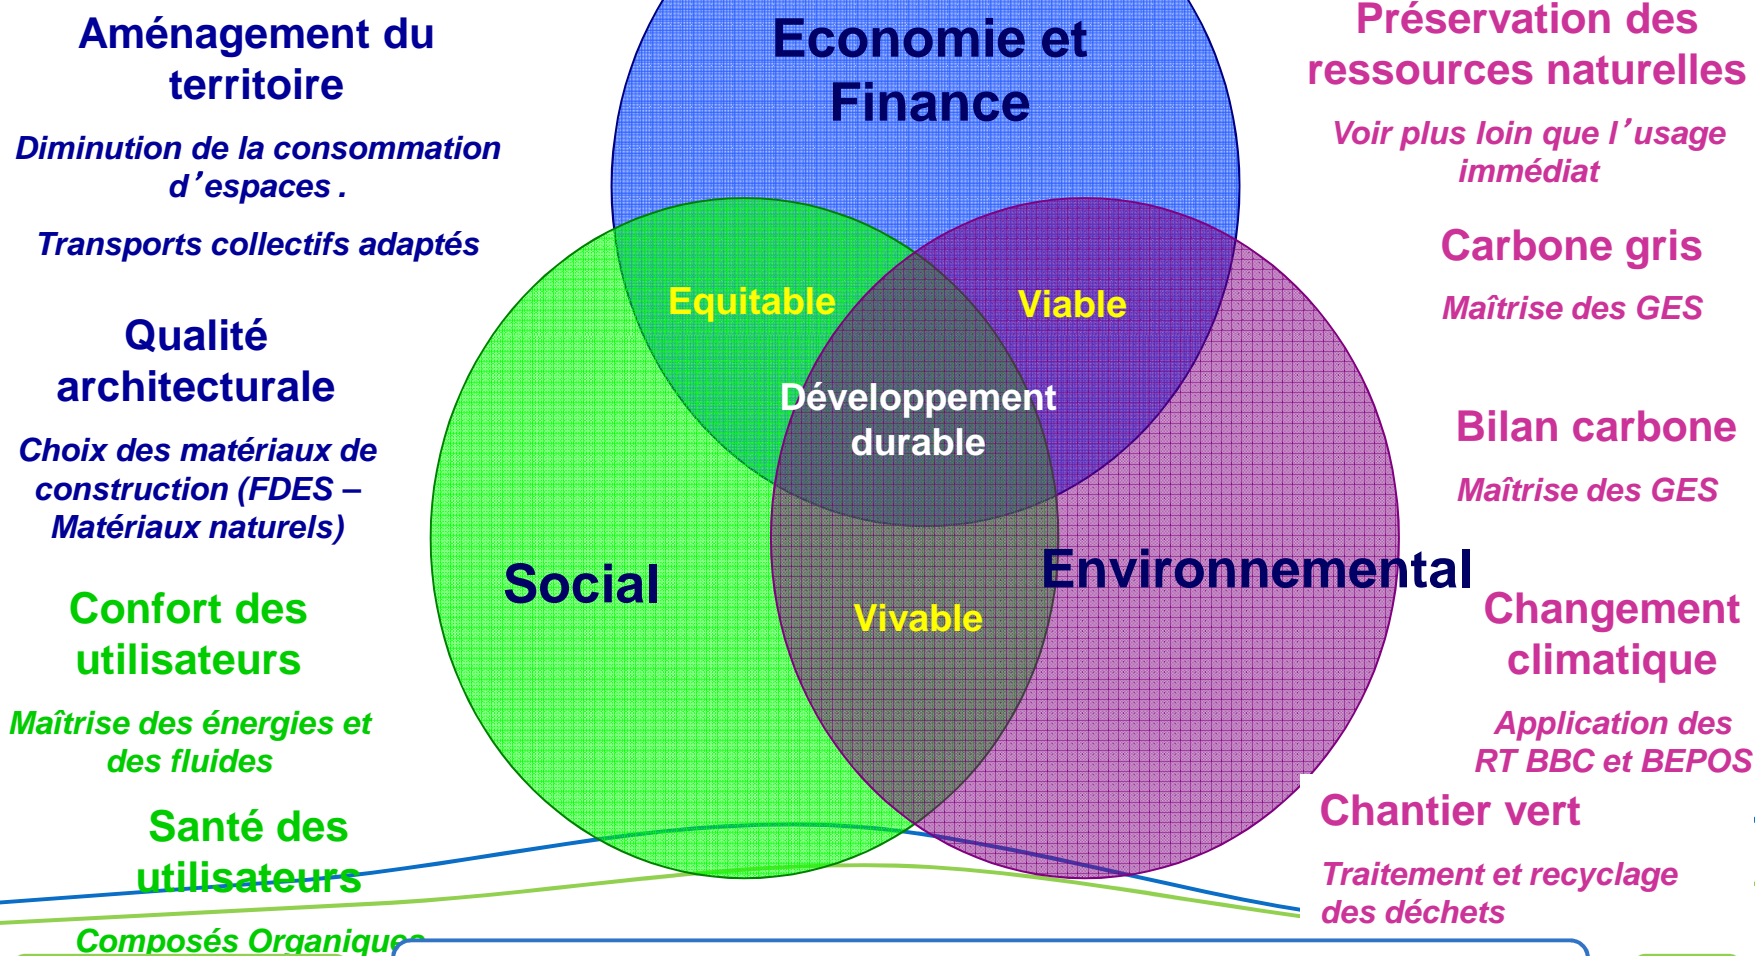 Aménagement du
territoire
Diminution de la consommation
d’espaces .
Transports collectifs adaptés
Qualité
architecturale
Choix des matériaux de
construction (FDES –
Matériaux naturels)
Confort des
utilisateurs
Maîtrise des énergies et
des fluides
Santé des
utilisateurs
Composés Organiques
Economie et
Finance
Equitable
Viable
Développement
durable
Social
Environnemental
Vivable
Préservation des
ressources naturelles
Voir plus loin que l’usage
immédiat
Carbone gris
Maîtrise des GES
Bilan carbone
Maîtrise des GES
Changement
climatique
Application des
RT BBC et BEPOS
Chantier vert
Traitement et recyclage
des déchets